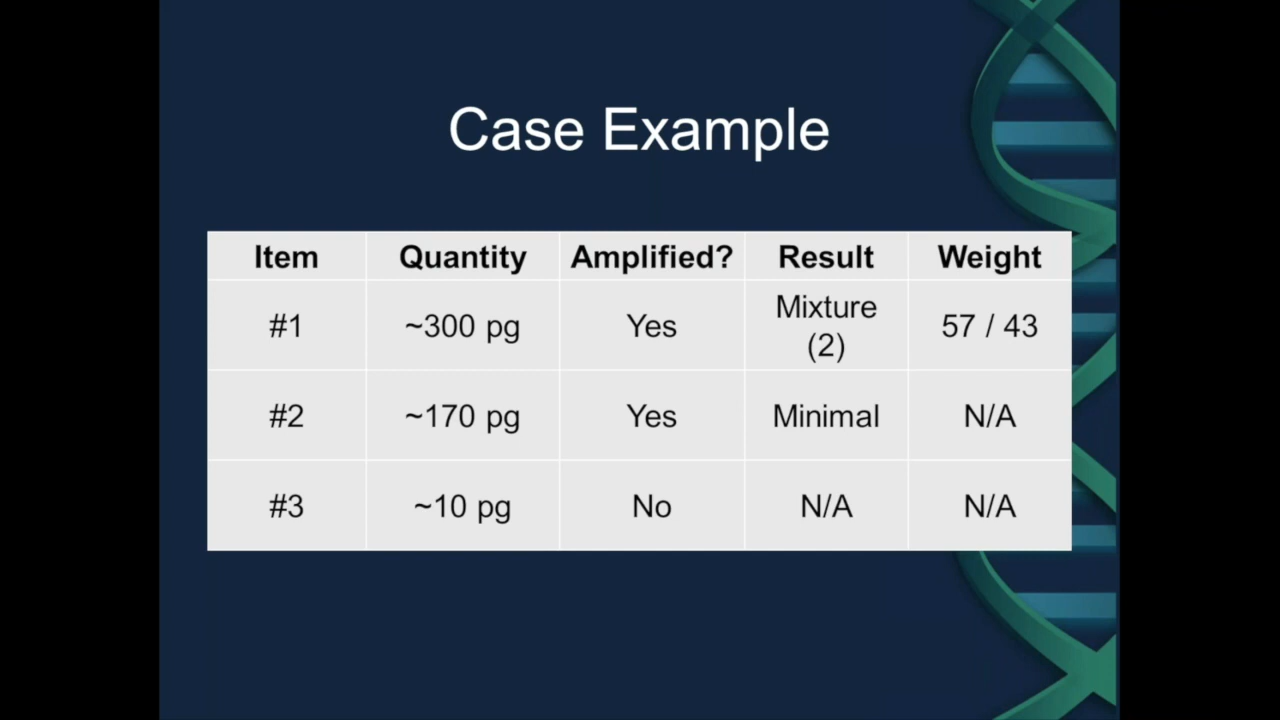 Case Example
Item Quantity Amplified? Result Weight
#1 ~300 pg Yes Mixture (2) 57 / 43
#2 ~170 pg Yes Minimal N/A
#3 ~10 pg No N/A N/A